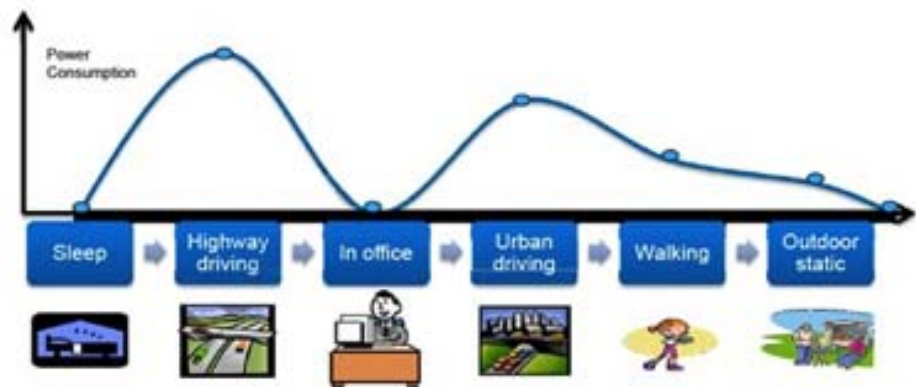 Power
Consumption
Sleep
Highway
driving
In office
Urban
driving
Walking
Outdoor
static